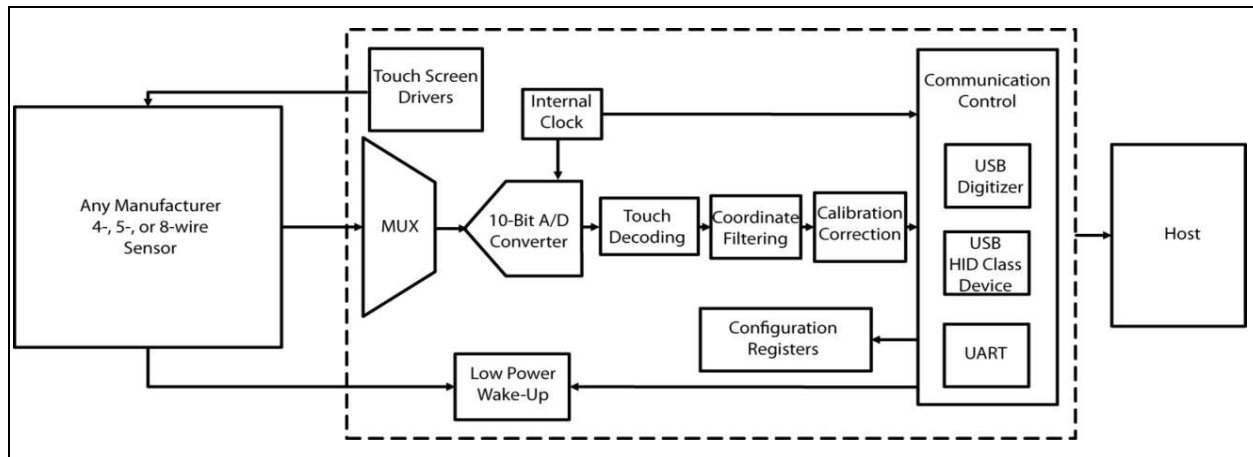 Touch Screen
Drivers
Internal
Clock
Communication
Control
Any Manufacturer
4-, 5-, or 8-wire
Sensor
MUX
10-Bit A/D
Converter
Touch
Decoding
Coordinate
Filtering
Calibration
Correction
USB
Digitizer
USB
HID Class
Device
UART
Host
Configuration
Registers
Low Power
Wake-Up